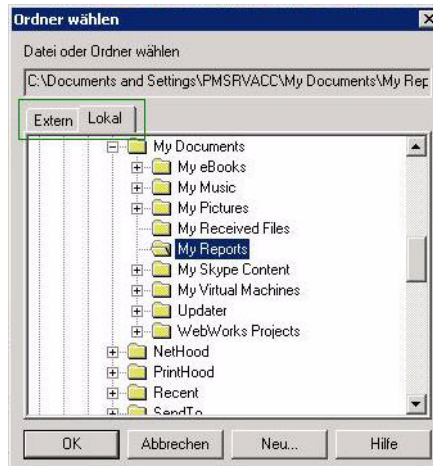 Ordner wählen
Datei oder Ordner wählen
C:\Documents and Settings\PMSRVACC\My Documents\My Rep
Extern Lokal
My Documents
My eBooks
My Music
My Pictures
My Received Files
My Reports
My Skype Content
My Virtual Machines
Updater
WebWorks Projects
NetHood
PrintHood
Recent
SendTo
OK Abbrechen Neu... Hilfe